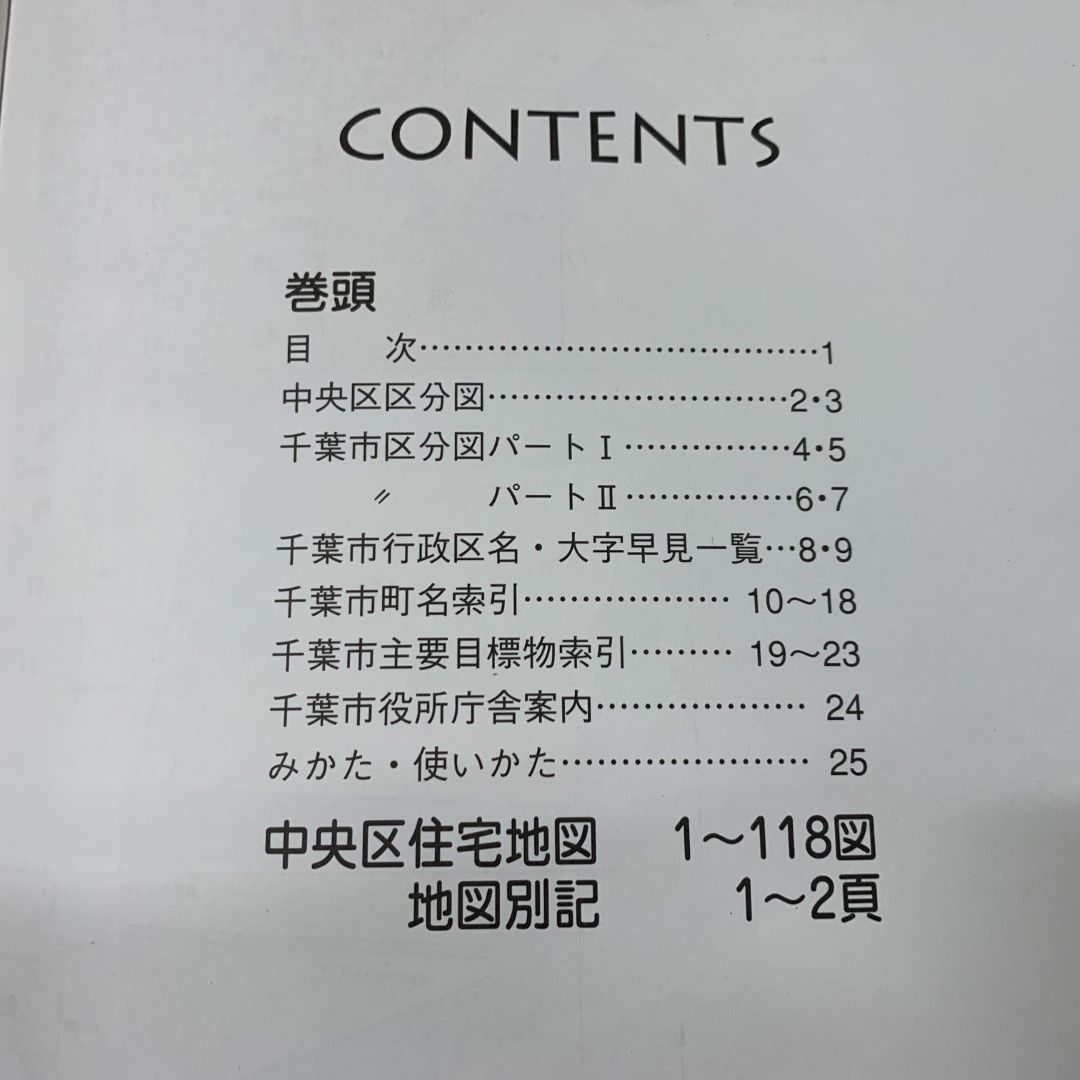 CONTENTS
巻頭
目　次…………………………………1
中央区区分図…………………………2・3
千葉市区分図パートⅠ……………4・5
〃　パートⅡ……………6・7
千葉市行政区名・大字早見一覧…8・9
千葉市町名索引………………10〜18
千葉市主要目標物索引………19〜23
千葉市役所庁舎案内………………24
みかた・使いかた…………………25
中央区住宅地図　1〜118図
地図別記　1〜2頁